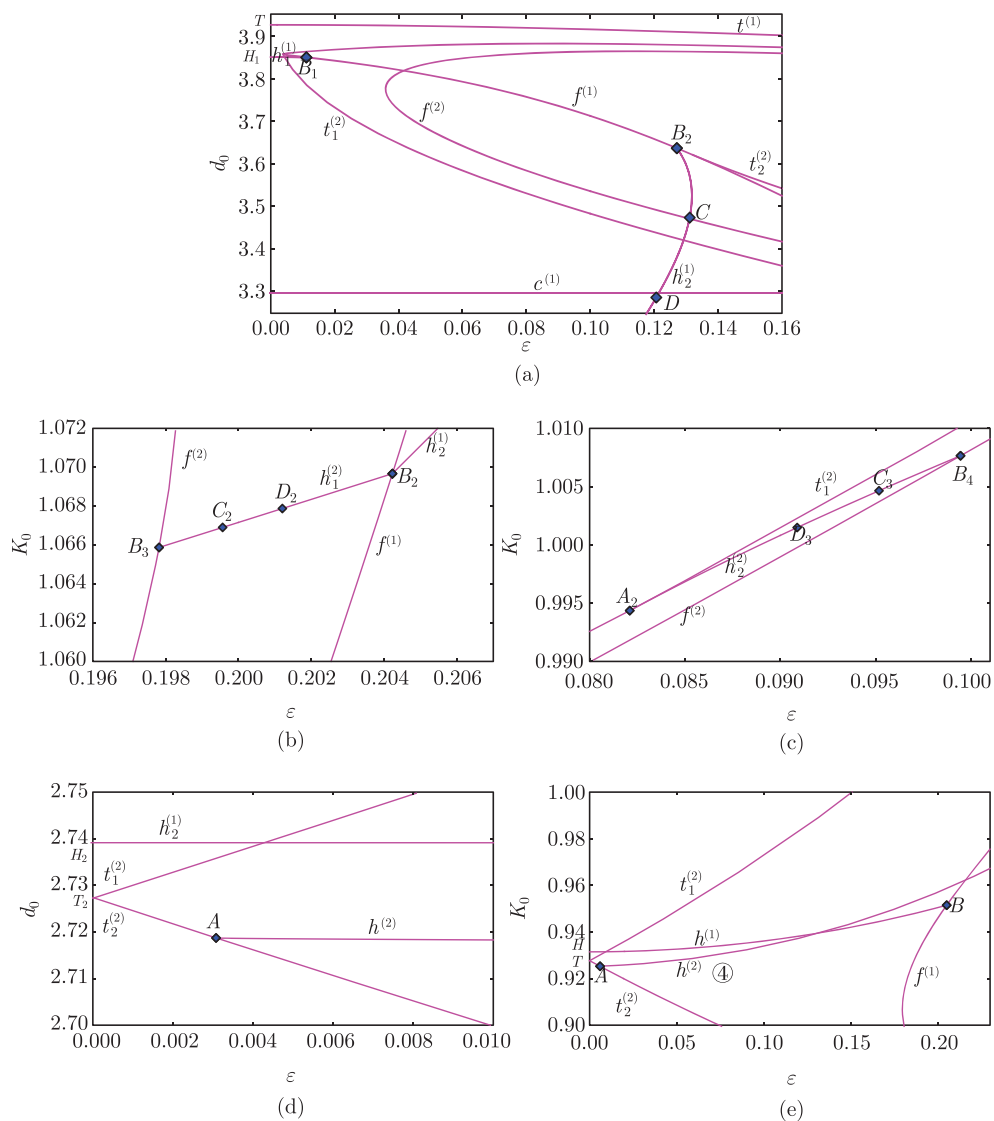 T
3.9
t^(1)
H₁
h₁^(1)
B₁
3.8
f^(1)
f^(2)
3.7
t₁^(2)
B₂
d₀
3.6
t₂^(2)
3.5
C
3.4
h₂^(1)
3.3
c^(1)
D
0.00 0.02 0.04 0.06 0.08 0.10 0.12 0.14 0.16
ε
(a)
1.072
1.070
1.068
1.066
1.064
1.062
1.060
K₀
f^(2)
h₁^(2)
h₂^(1)
B₂
D₂
C₂
B₃
f^(1)
0.196 0.198 0.200 0.202 0.204 0.206
ε
(b)
1.010
1.005
1.000
0.995
0.990
K₀
t₁^(2)
C₃
B₄
D₃
h₂^(2)
A₂
f^(2)
0.080 0.085 0.090 0.095 0.100
ε
(c)
2.75
2.74
H₂
2.73
T₂
2.72
2.71
2.70
d₀
h₂^(1)
t₁^(2)
t₂^(2)
A
h^(2)
0.000 0.002 0.004 0.006 0.008 0.010
ε
(d)
1.00
0.98
0.96
0.94
H
T
0.92
0.90
K₀
t₁^(2)
h^(1)
B
A
h^(2) ④
f^(1)
t₂^(2)
0.00 0.05 0.10 0.15 0.20
ε
(e)